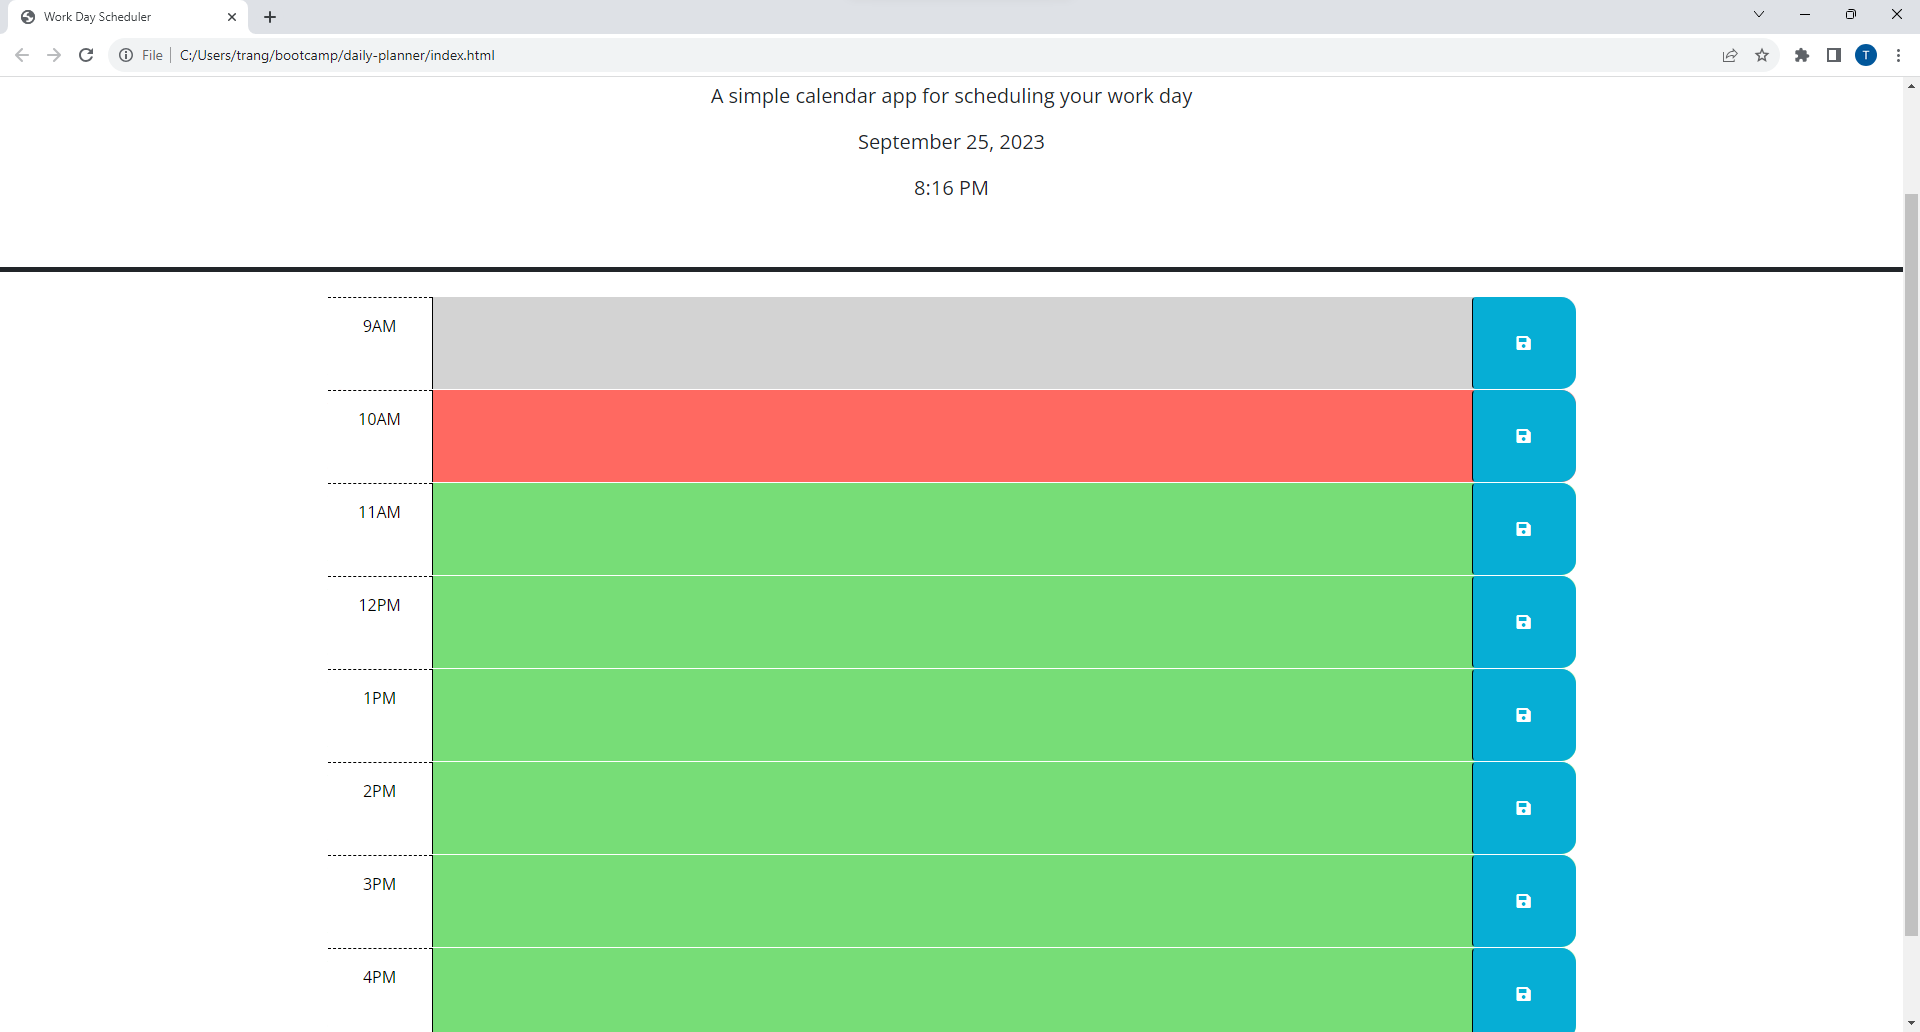 Work Day Scheduler
File
C:/Users/trang/bootcamp/daily-planner/index.html
T
A simple calendar app for scheduling your work day
September 25, 2023
8:16 PM
9AM
10AM
11AM
12PM
1PM
2PM
3PM
4PM